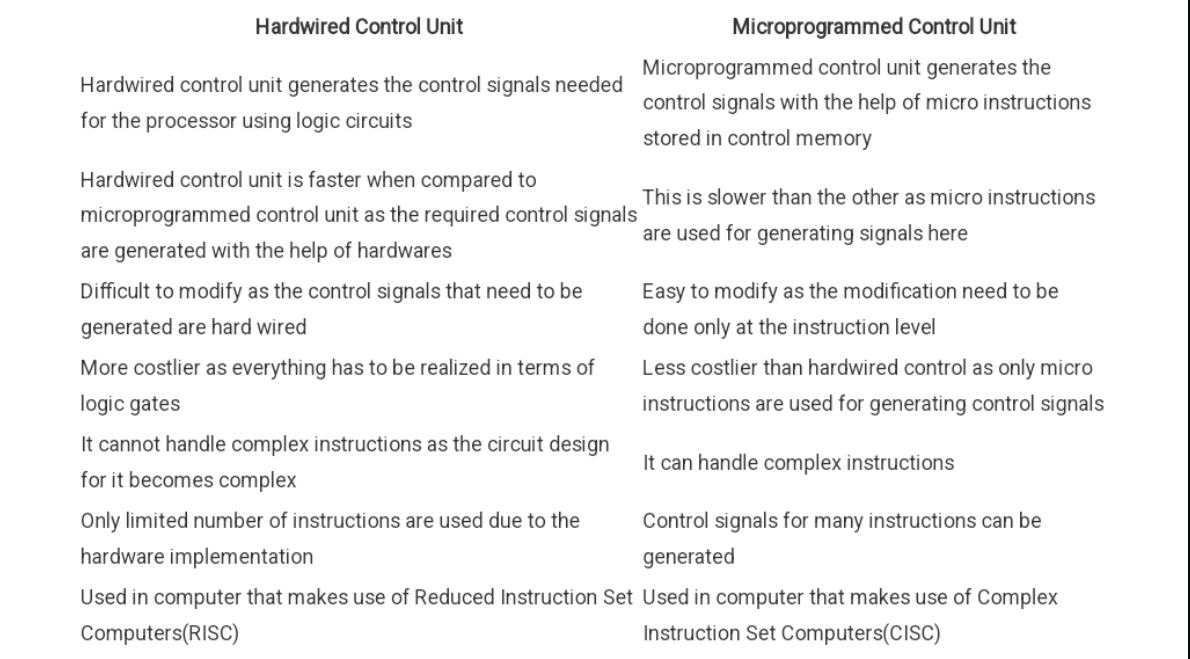 Hardwired Control Unit
Microprogrammed Control Unit
Hardwired control unit generates the control signals needed
for the processor using logic circuits
Microprogrammed control unit generates the
control signals with the help of micro instructions
stored in control memory
Hardwired control unit is faster when compared to
microprogrammed control unit as the required control signals
are generated with the help of hardwares
This is slower than the other as micro instructions
are used for generating signals here
Difficult to modify as the control signals that need to be
generated are hard wired
Easy to modify as the modification need to be
done only at the instruction level
More costlier as everything has to be realized in terms of
logic gates
Less costlier than hardwired control as only micro
instructions are used for generating control signals
It cannot handle complex instructions as the circuit design
for it becomes complex
It can handle complex instructions
Only limited number of instructions are used due to the
hardware implementation
Control signals for many instructions can be
generated
Used in computer that makes use of Reduced Instruction Set
Computers(RISC)
Used in computer that makes use of Complex
Instruction Set Computers(CISC)